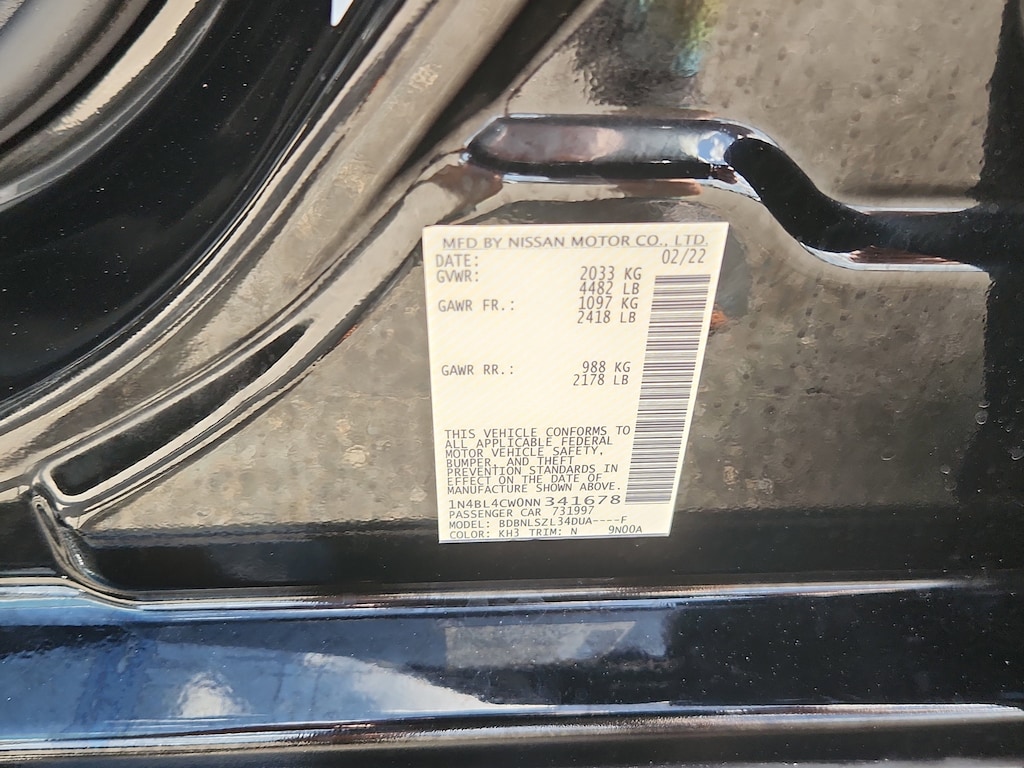 MFD BY NISSAN MOTOR CO., LTD.
DATE: 02/22
GVWR: 2033 KG
4482 LB
GAWR FR.: 1097 KG
2418 LB
GAWR RR.: 988 KG
2178 LB
THIS VEHICLE CONFORMS TO
ALL APPLICABLE FEDERAL
MOTOR VEHICLE SAFETY,
BUMPER, AND THEFT
PREVENTION STANDARDS IN
EFFECT ON THE DATE OF
MANUFACTURE SHOWN ABOVE.
1N4BL4CW0NN341678
PASSENGER CAR 731997
MODEL: BDBNLSZL34DUA----F
COLOR: KH3 TRIM: N 9N00A